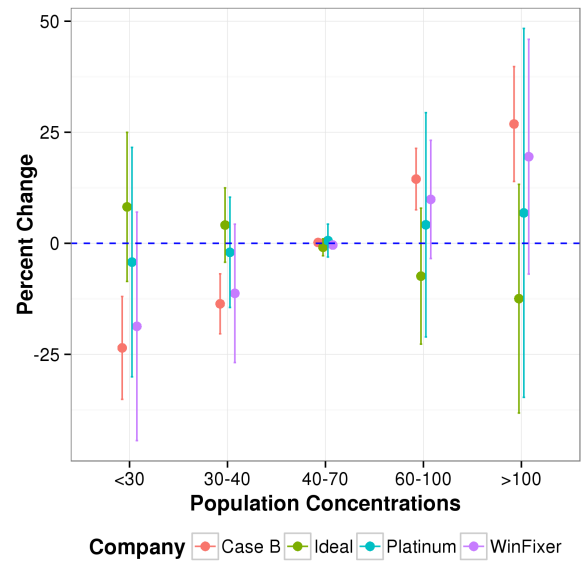 50
25
0
-25
Percent Change
<30 30-40 40-70 60-100 >100
Population Concentrations
Company Case B Ideal Platinum WinFixer